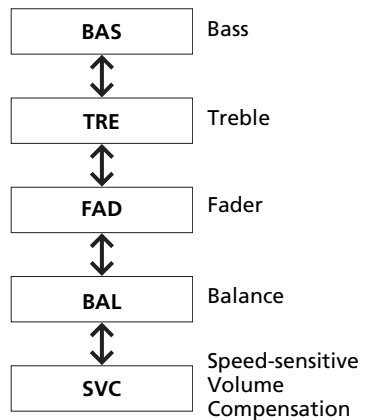 BAS Bass
TRE Treble
FAD Fader
BAL Balance
SVC Speed-sensitive
Volume
Compensation